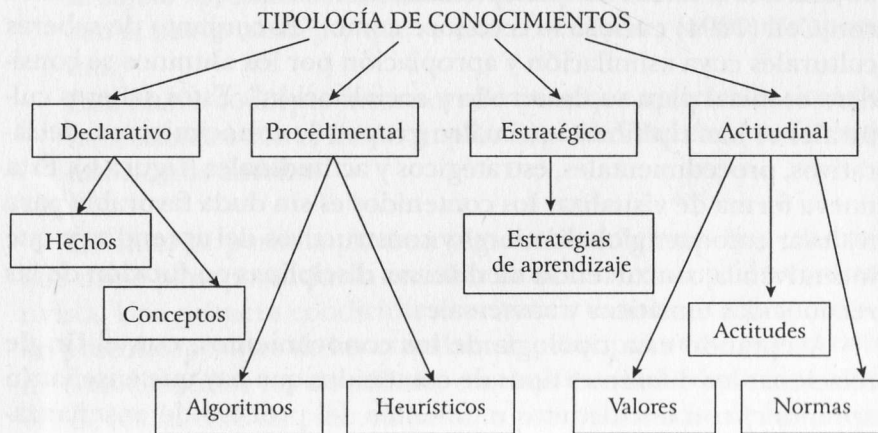 TIPOLOGÍA DE CONOCIMIENTOS
Declarativo
Procedimental
Estratégico
Actitudinal
Hechos
Estrategias
de aprendizaje
Conceptos
Actitudes
Algoritmos
Heurísticos
Valores
Normas